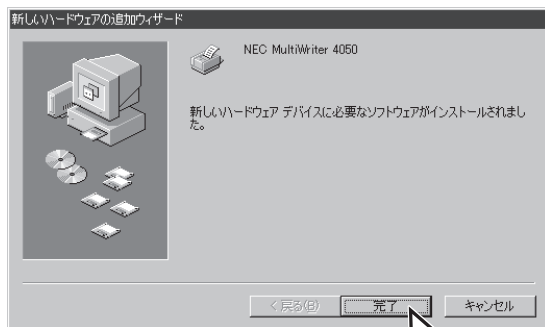 新しいハードウェアの追加ウィザード
NEC MultiWriter 4050
新しいハードウェア デバイスに必要なソフトウェアがインストールされまし
た。
< 戻る(B)
完了
キャンセル